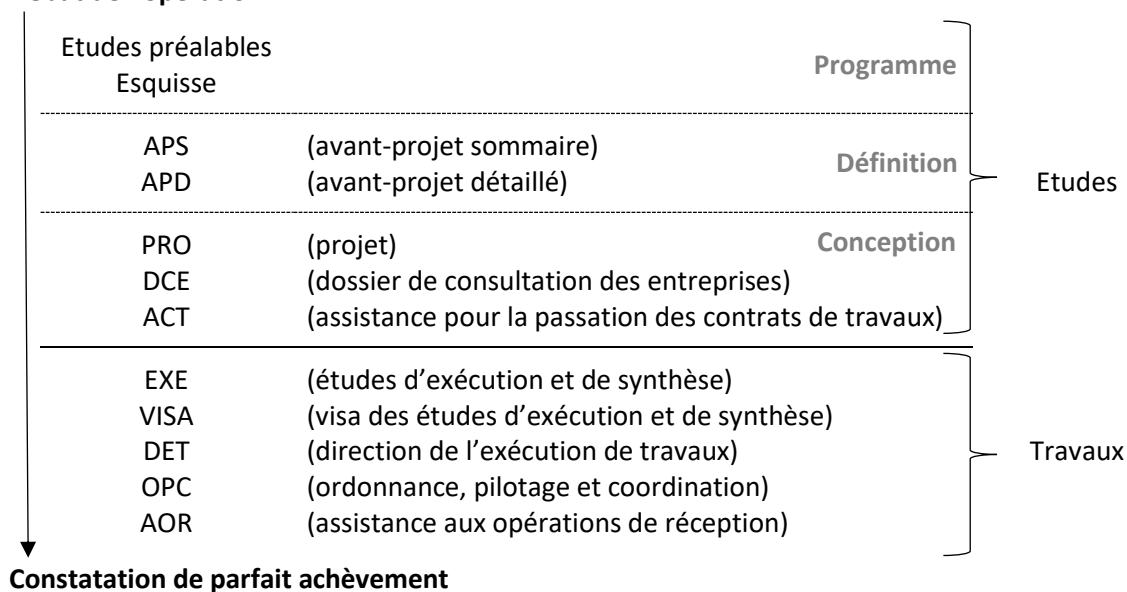 Etudes préalables
Esquisse
Programme
APS (avant-projet sommaire)
APD (avant-projet détaillé)
Définition
Etudes
PRO (projet)
Conception
DCE (dossier de consultation des entreprises)
ACT (assistance pour la passation des contrats de travaux)
EXE (études d’exécution et de synthèse)
VISA (visa des études d’exécution et de synthèse)
DET (direction de l’exécution de travaux)
Travaux
OPC (ordonnance, pilotage et coordination)
AOR (assistance aux opérations de réception)
Constatation de parfait achèvement